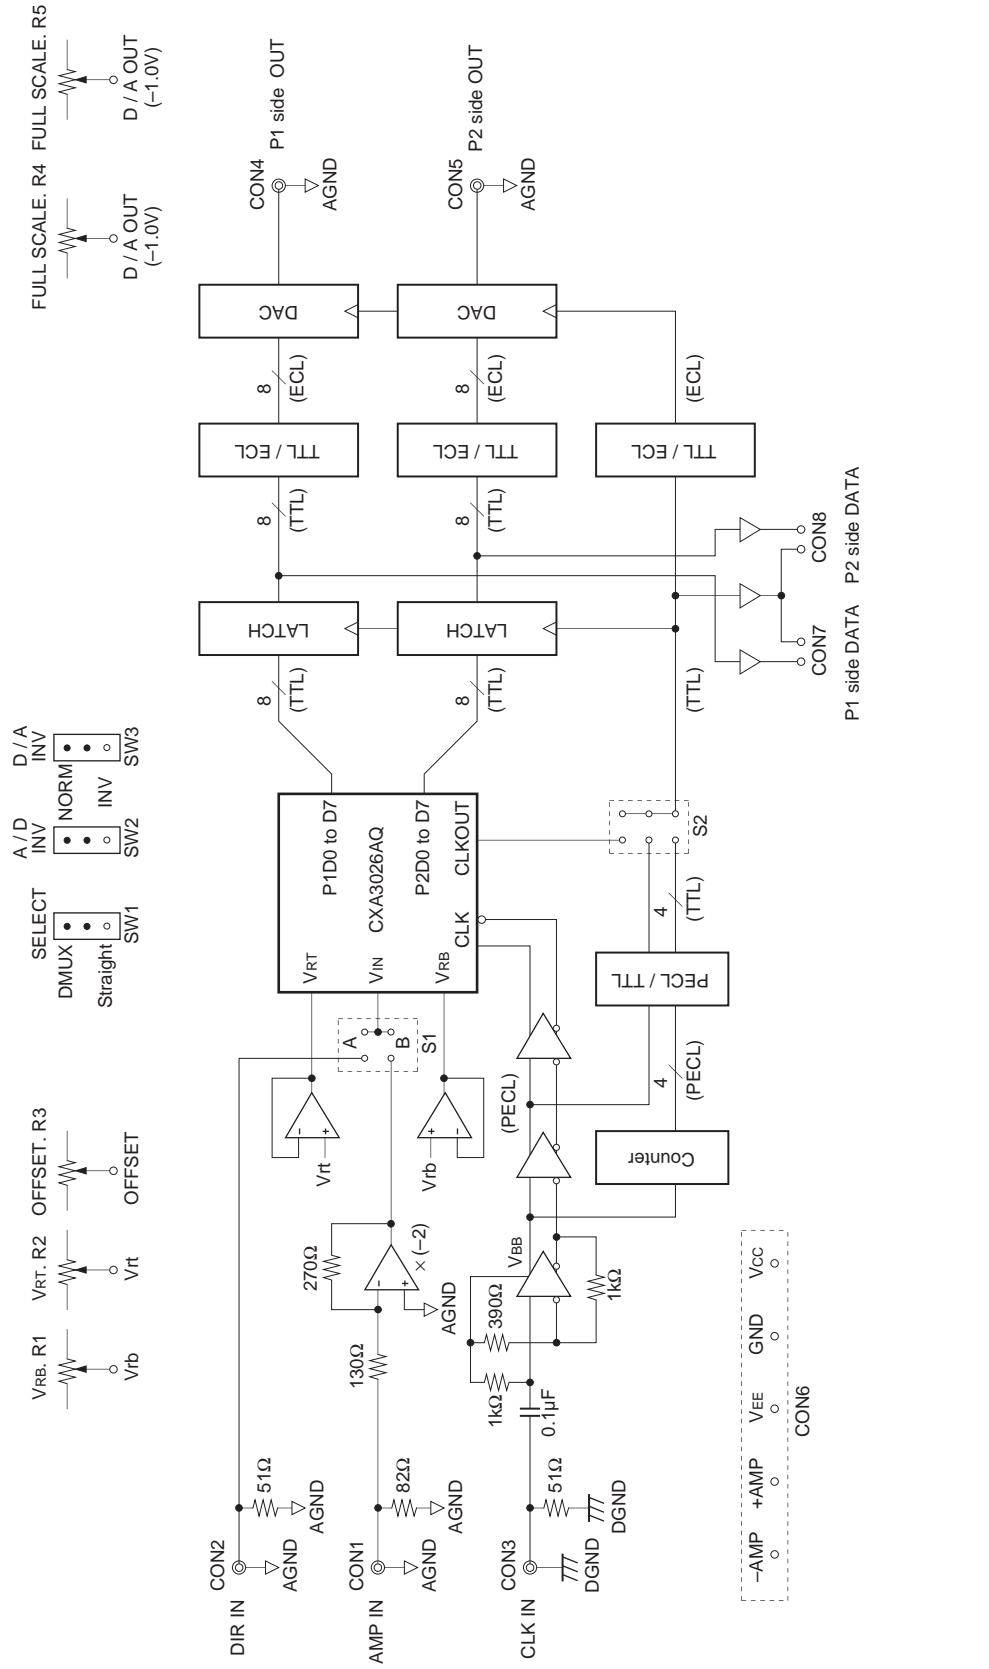 VRB. R1
Vrb
VRT. R2
Vrt
OFFSET. R3
OFFSET
SELECT
DMUX
Straight
SW1
A / D
INV
SW2
D / A
INV
NORM
INV
SW3
FULL SCALE. R4
D / A OUT
(–1.0V)
FULL SCALE. R5
D / A OUT
(–1.0V)
DIR IN
CON2
AGND
51Ω
AGND
AMP IN
CON1
AGND
82Ω
AGND
130Ω
270Ω
× (–2)
AGND
–
+
Vrt
–
+
Vrb
+
–
A
B
S1
VRT
VIN
VRB
CXA3026AQ
P1D0 to D7
P2D0 to D7
CLK
CLKOUT
8
(TTL)
LATCH
8
(TTL)
TTL / ECL
8
(ECL)
DAC
CON4
AGND
P1 side OUT
8
(TTL)
LATCH
8
(TTL)
TTL / ECL
8
(ECL)
DAC
CON5
AGND
P2 side OUT
CLK IN
CON3
DGND
51Ω
DGND
0.1µF
1kΩ
390Ω
VBB
1kΩ
(PECL)
Counter
4
(PECL)
PECL / TTL
4
(TTL)
S2
(TTL)
TTL / ECL
(ECL)
CON7
P1 side DATA
CON8
P2 side DATA
–AMP
+AMP
VEE
GND
VCC
CON6